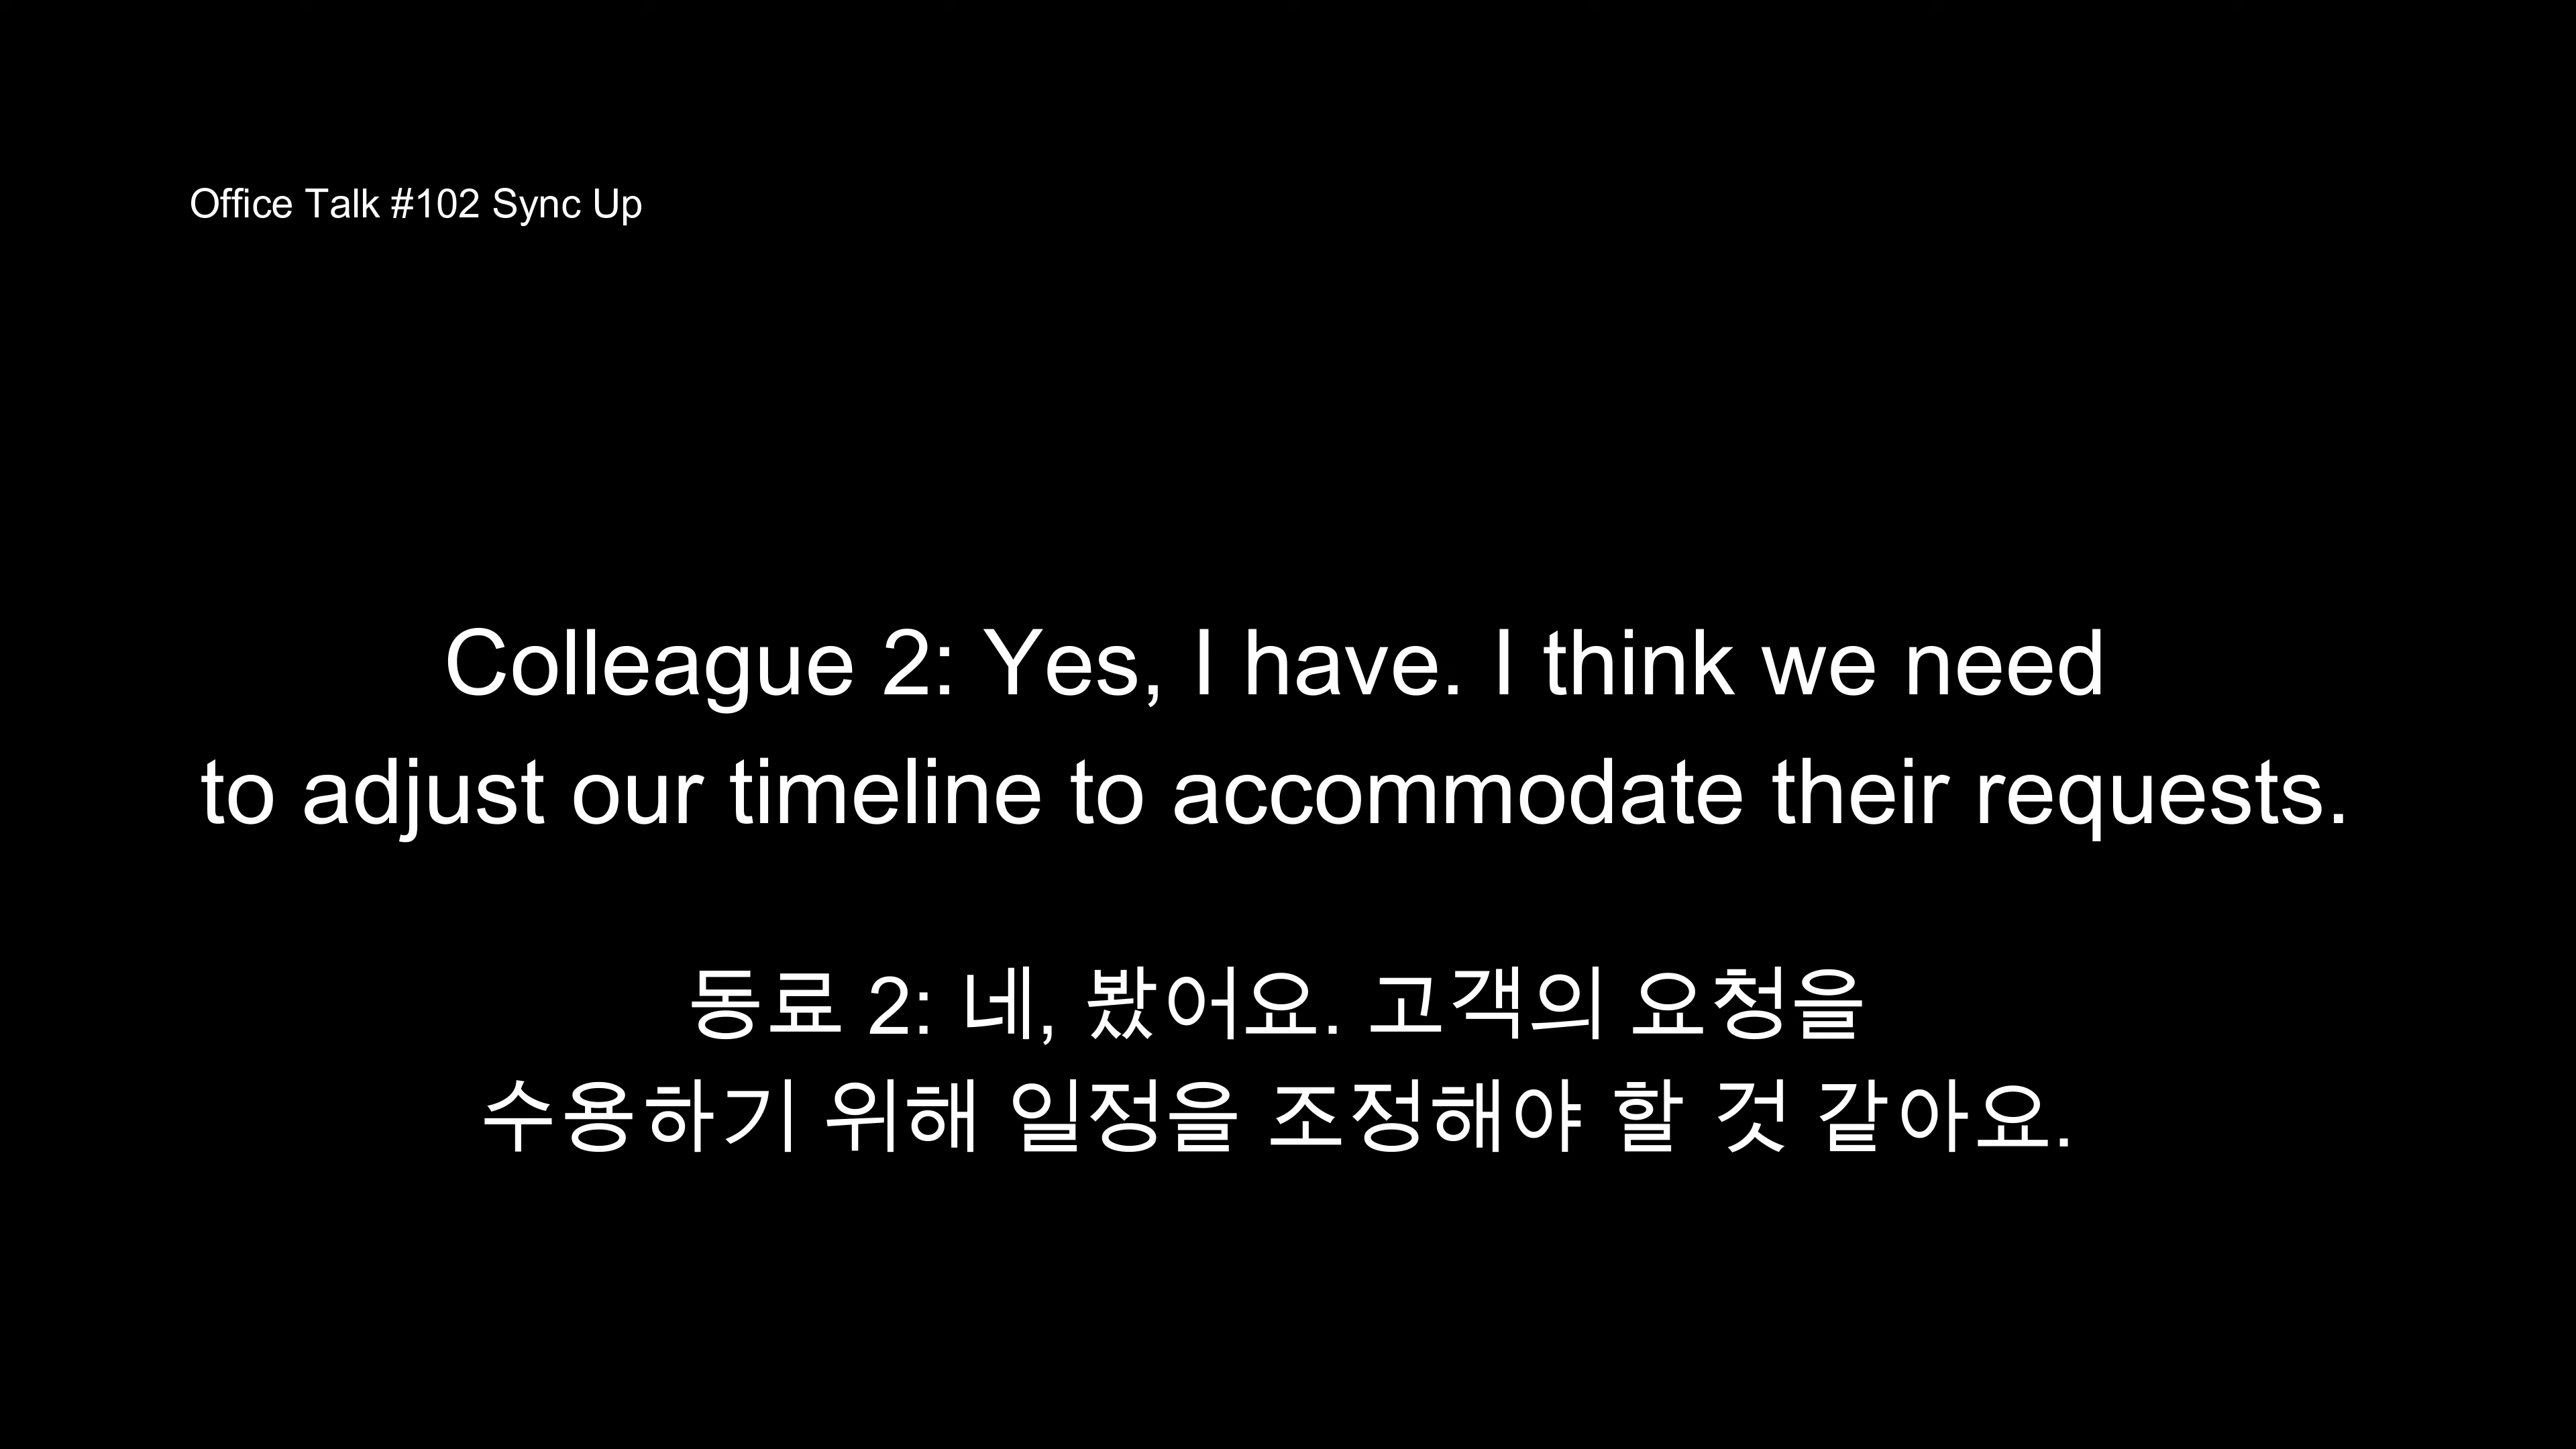 Office Talk #102 Sync Up
Colleague 2: Yes, I have. I think we need
to adjust our timeline to accommodate their requests.
동료 2: 네, 봤어요. 고객의 요청을
수용하기 위해 일정을 조정해야 할 것 같아요.